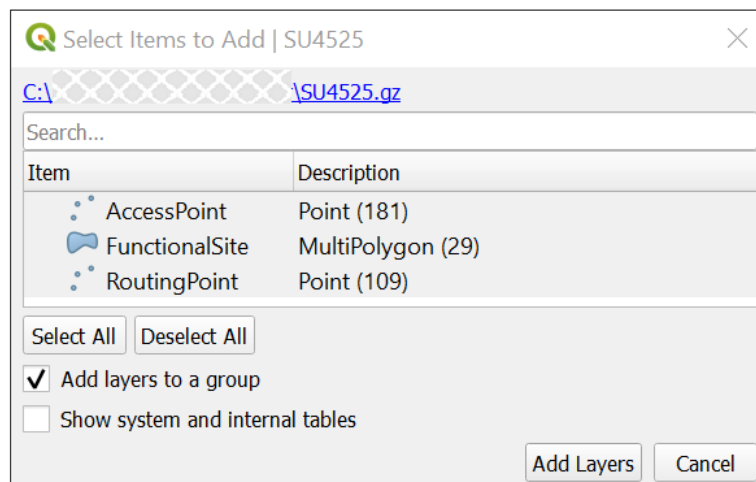 Select Items to Add | SU4525
C:\ \SU4525.gz
Search...
Item Description
AccessPoint Point (181)
FunctionalSite MultiPolygon (29)
RoutingPoint Point (109)
Select All Deselect All
Add layers to a group
Show system and internal tables
Add Layers Cancel